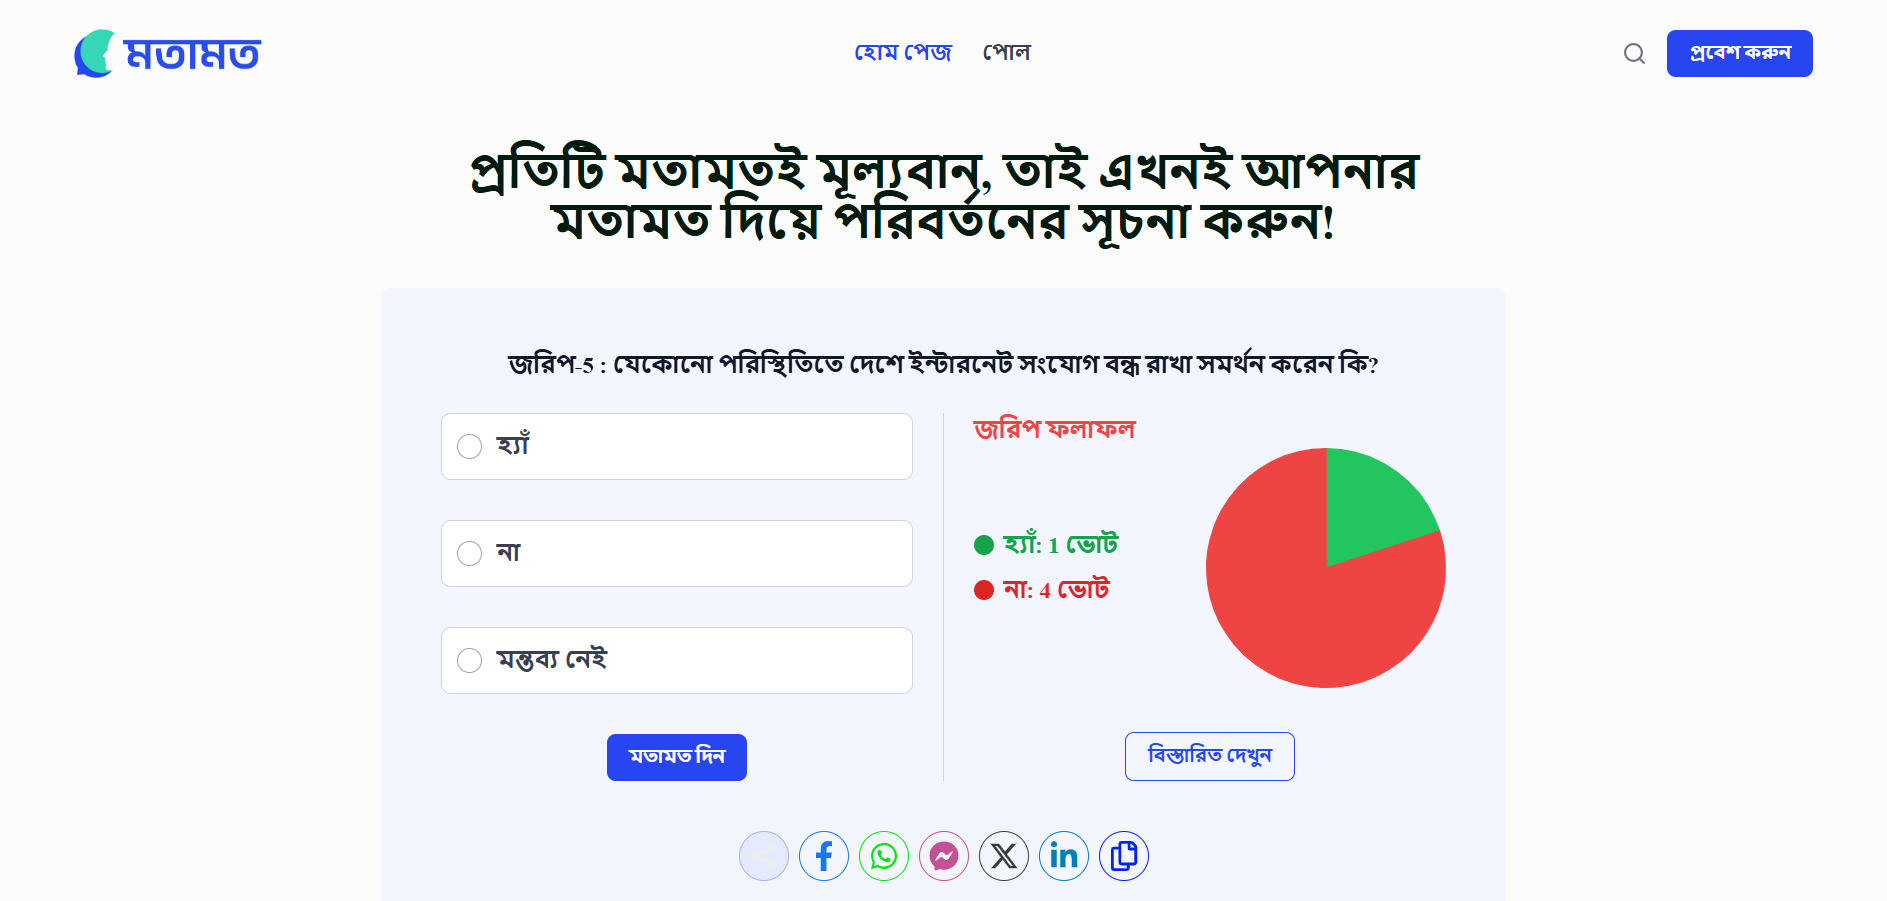 মতামত
হোম পেজ
পোল
প্রবেশ করুন
প্রতিটি মতামতই মূল্যবান, তাই এখনই আপনার
মতামত দিয়ে পরিবর্তনের সূচনা করুন!
জরিপ-5 : যেকোনো পরিস্থিতিতে দেশে ইন্টারনেট সংযোগ বন্ধ রাখা সমর্থন করেন কি?
হ্যাঁ
না
মন্তব্য নেই
মতামত দিন
জরিপ ফলাফল
হ্যাঁ: 1 ভোট
না: 4 ভোট
বিস্তারিত দেখুন